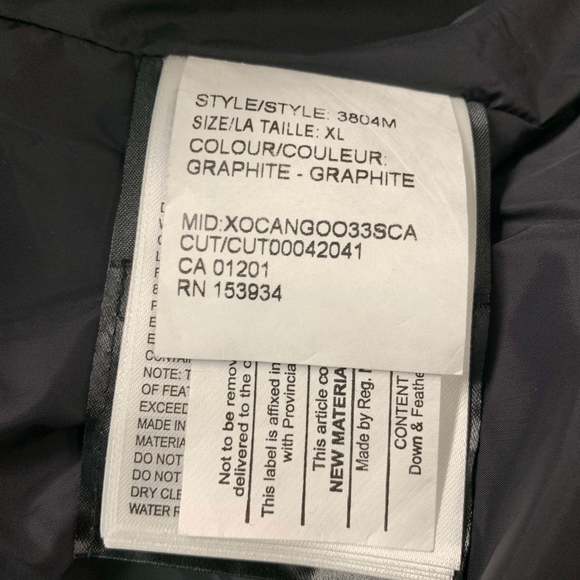 STYLE/STYLE: 3804M
SIZE/LA TAILLE: XL
COLOUR/COULEUR:
GRAPHITE - GRAPHITE
MID:XOCANGOO33SCA
CUT/CUT00042041
CA 01201
RN 153934
NOTE:
OF FEA
EXCEED
MADE IN
MATERIA
DO NOT
DO NOT
DRY CLE
WATER
Not to be remov
delivered to the c
This label is affixed in
with Provincia
This article co
NEW MATERIA
Made by Reg.
CONTENT
Down & Feathe